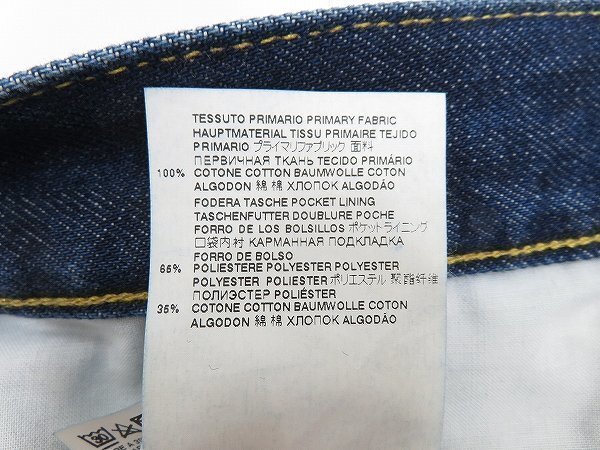 TESSUTO PRIMARIO PRIMARY FABRIC
HAUPTMATERIAL TISSU PRIMAIRE TEJIDO
PRIMARIO プライマリファブリック 面料
ПЕРВИЧНАЯ ТКАНЬ TECIDO PRIMÁRIO
100% COTONE COTTON BAUMWOLLE COTON
ALGODON 綿 棉 ХЛОПОК ALGODÃO
FODERA TASCHE POCKET LINING
TASCHENFUTTER DOUBLURE POCHE
FORRO DE LOS BOLSILLOS ポケットライニング
口袋内衬 КАРМАННАЯ ПОДКЛАДКА
FORRO DE BOLSO
65% POLIESTERE POLYESTER POLYESTER
POLYESTER POLIESTER ポリエステル 聚酯纤维
ПОЛИЭСТЕР POLIÉSTER
35% COTONE COTTON BAUMWOLLE COTON
ALGODON 綿 棉 ХЛОПОК ALGODÃO